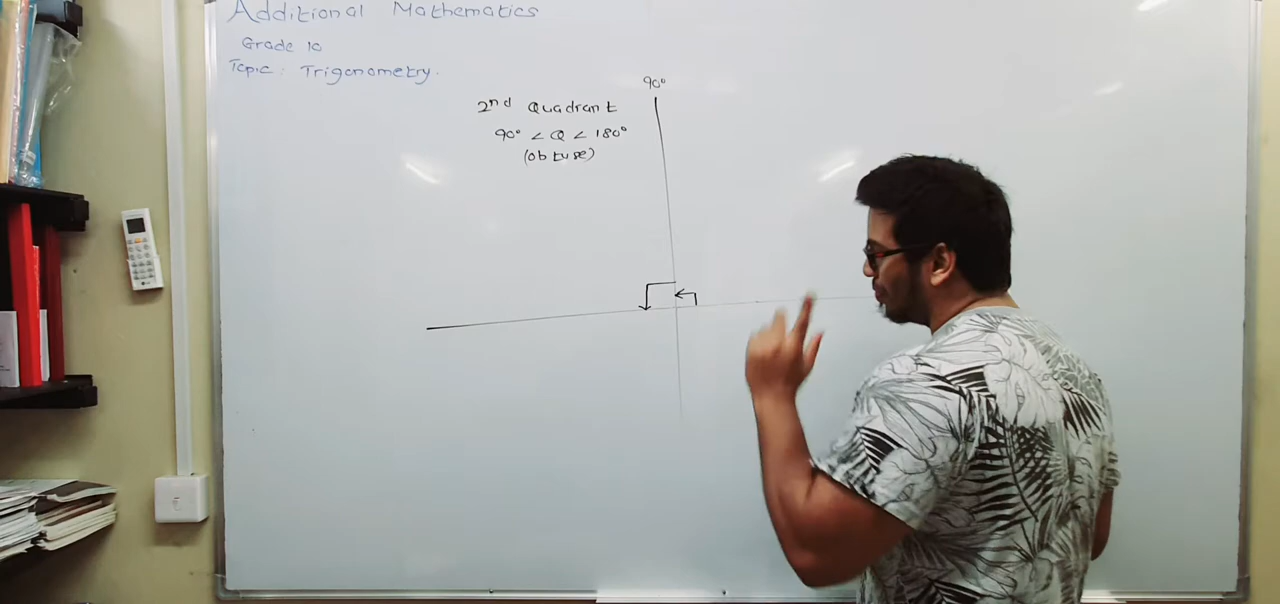 Additional Mathematics
Grade 10
Topic: Trigonometry.
90°
2nd Quadrant
90° < Q < 180°
(obtuse)